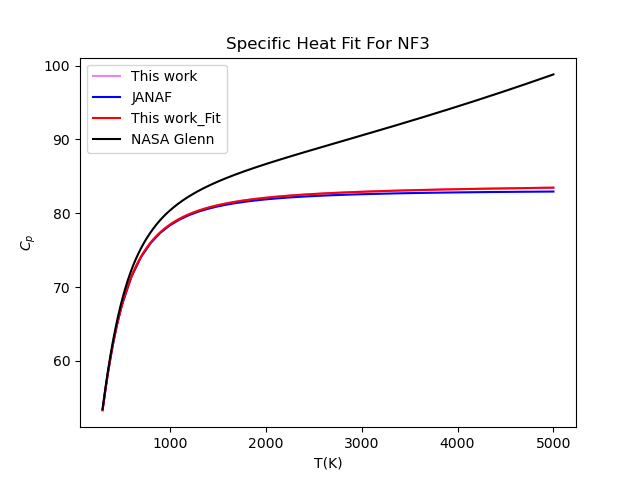 Specific Heat Fit For NF3
This work
JANAF
This work_Fit
NASA Glenn
100
90
80
70
60
C_p
1000 2000 3000 4000 5000
T(K)